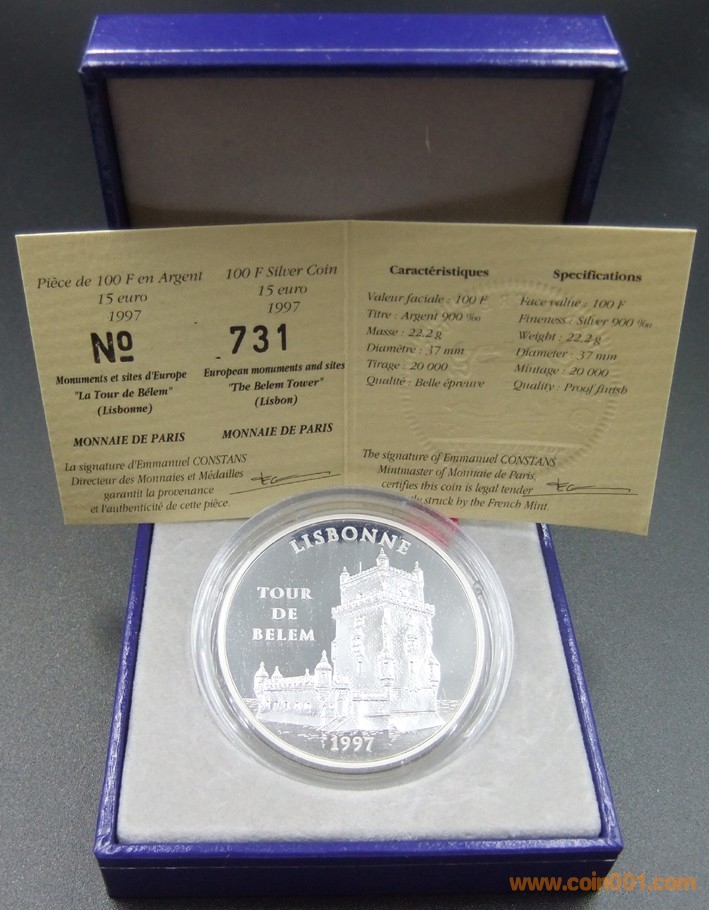 Pièce de 100 F en Argent
15 euro
1997
Nº
Monuments et sites d'Europe
"La Tour de Bélem"
(Lisbonne)
MONNAIE DE PARIS
La signature d'Emmanuel CONSTANS
Directeur des Monnaies et Médailles
garantit la provenance
et l'authenticité de cette pièce.
100 F Silver Coin
15 euro
1997
731
European monuments and sites
"The Belem Tower"
(Lisbon)
MONNAIE DE PARIS
Caractéristiques
Valeur faciale : 100 F
Titre : Argent 900 ‰
Masse : 22.2 g
Diamètre : 37 mm
Tirage : 20 000
Qualité : Belle épreuve
Specifications
Face value : 100 F
Fineness : Silver 900 ‰
Weight : 22.2 g
Diameter : 37 mm
Mintage : 20 000
Quality : Proof finish
The signature of Emmanuel CONSTANS
Mintmaster of Monnaie de Paris,
certifies this coin is legal tender
struck by the French Mint.
LISBONNE
TOUR
DE
BELEM
1997
www.coin001.com